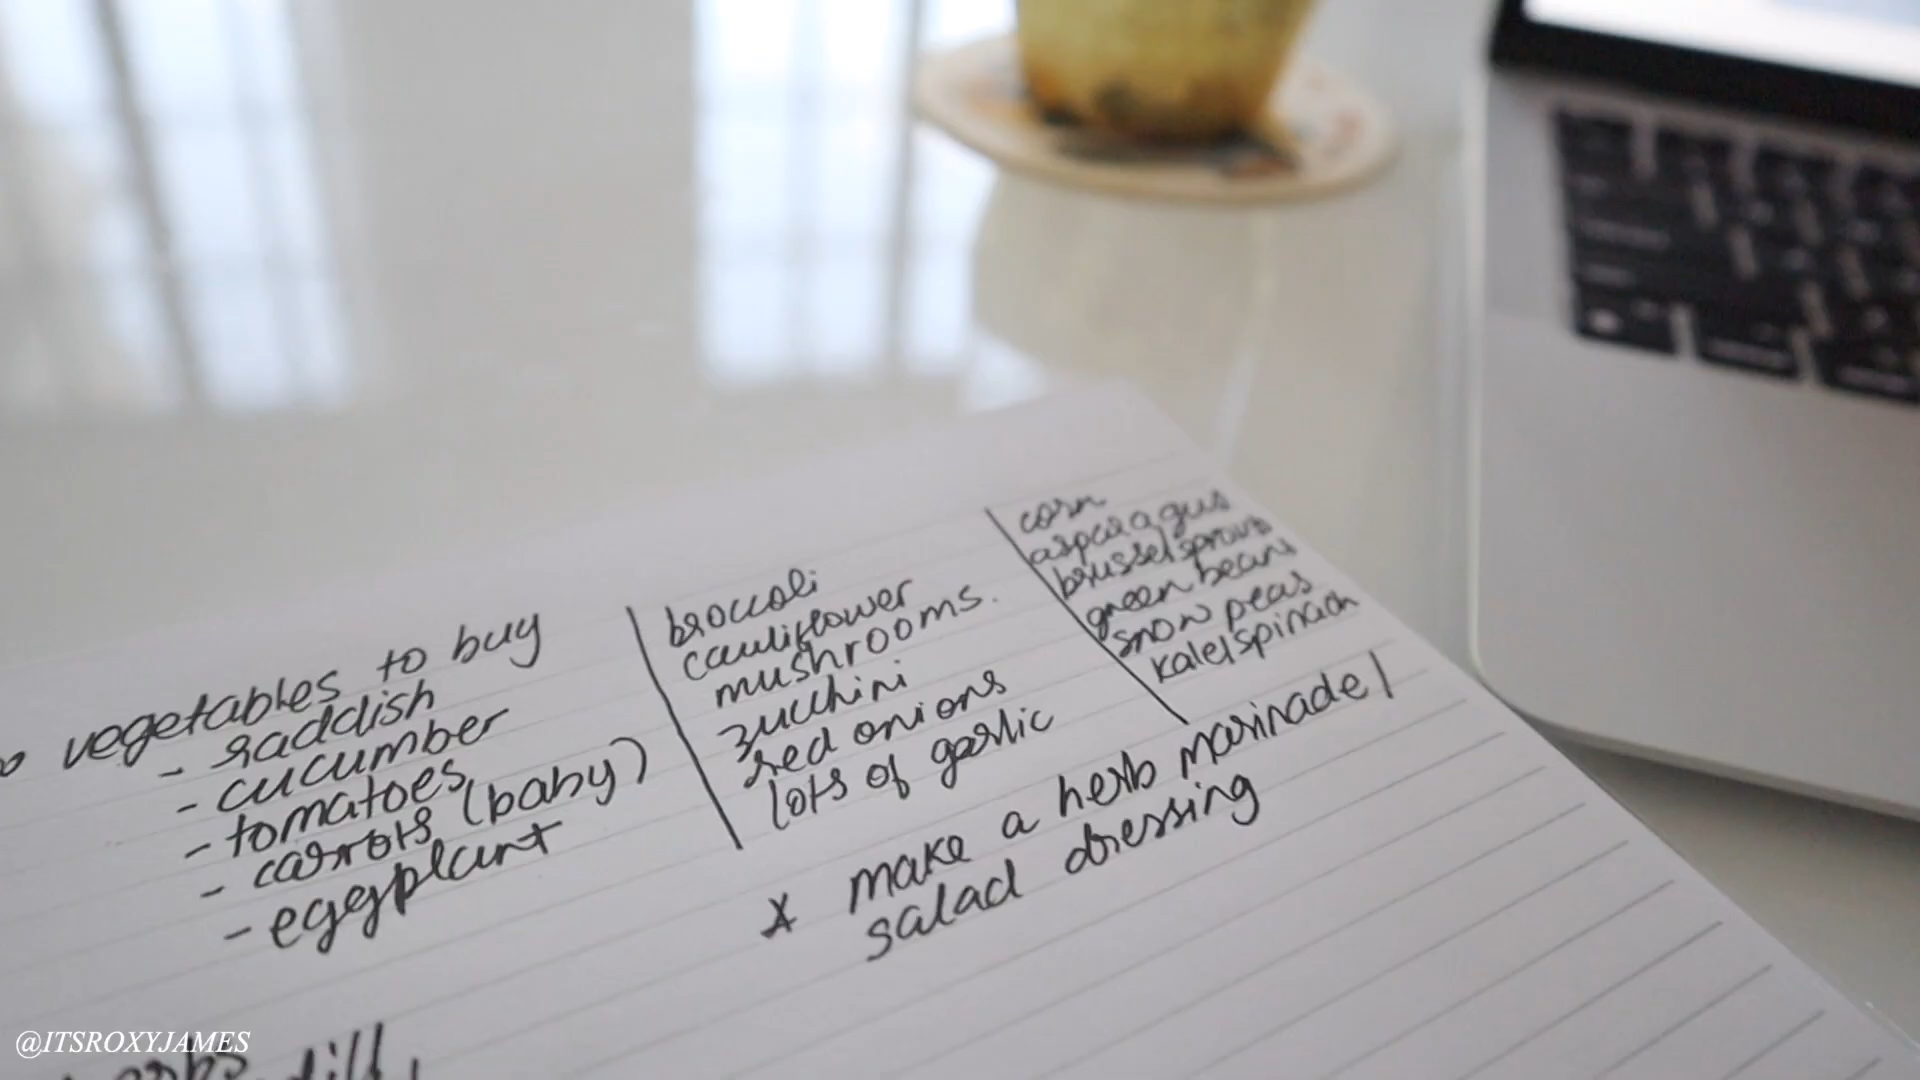 vegetables to buy
- raddish
- cucumber
- tomatoes
- carrots (baby)
- eggplant
broccoli
cauliflower
mushrooms.
zucchini
red onions
lots of garlic
corn
asparagus
brussel sprouts
green beans
snow peas
kale/spinach
* make a herb marinade/
salad dressing
dill,
@ITSROXYJAMES